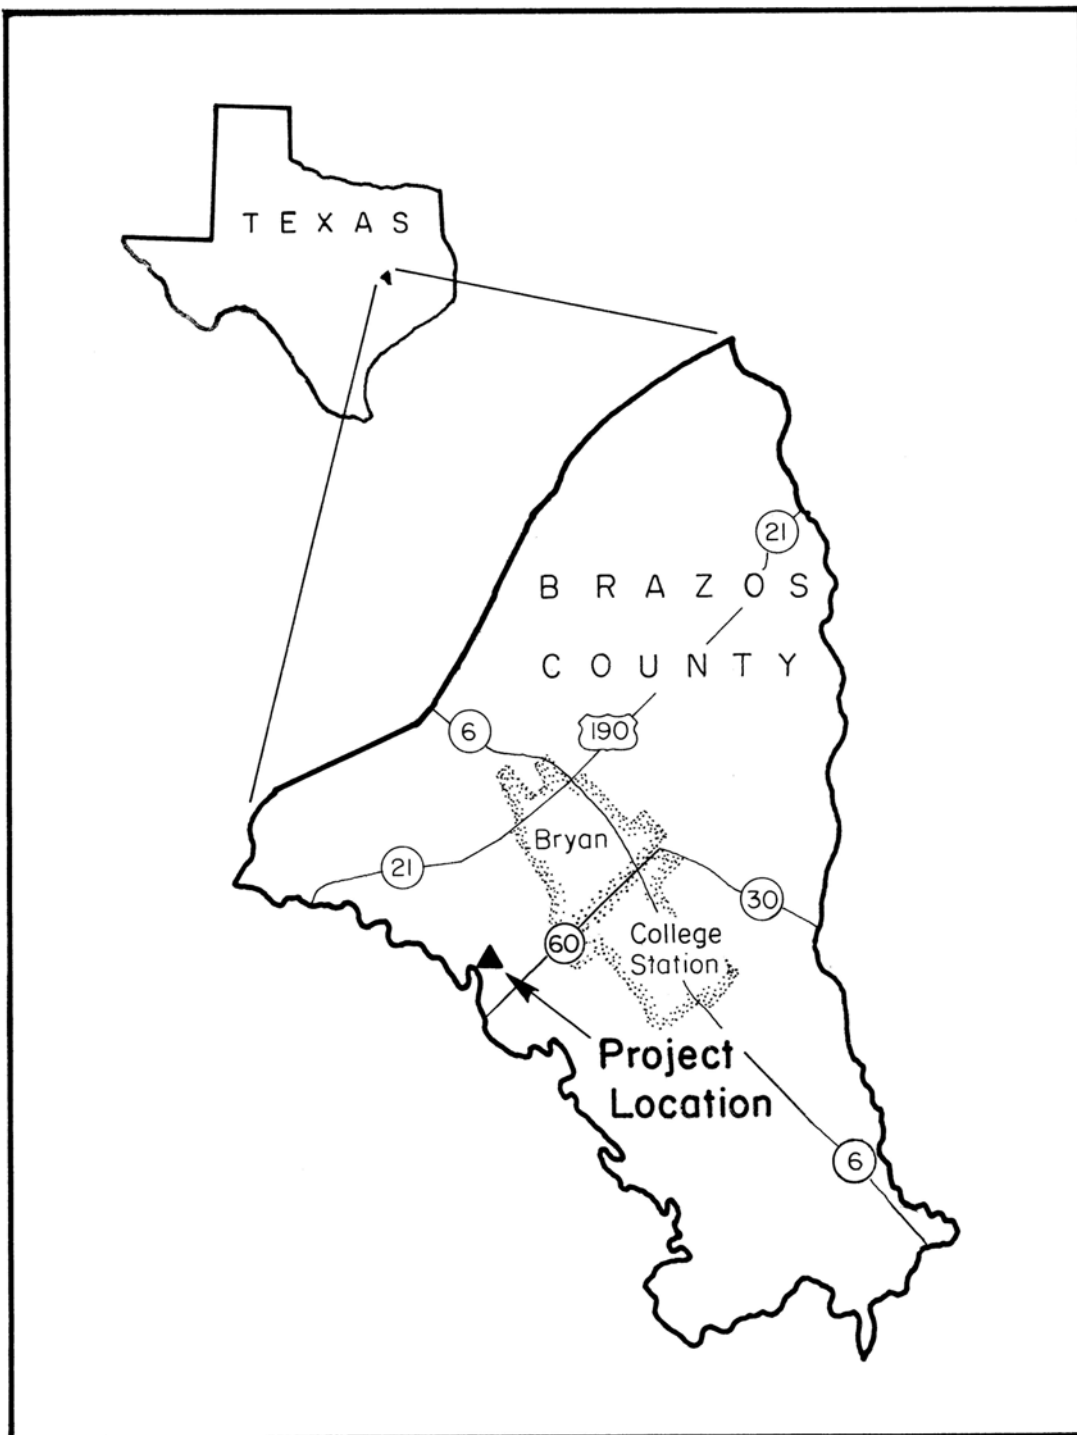 TEXAS
21
BRAZOS
COUNTY
6
190
Bryan
21
30
60
College
Station
Project
Location
6